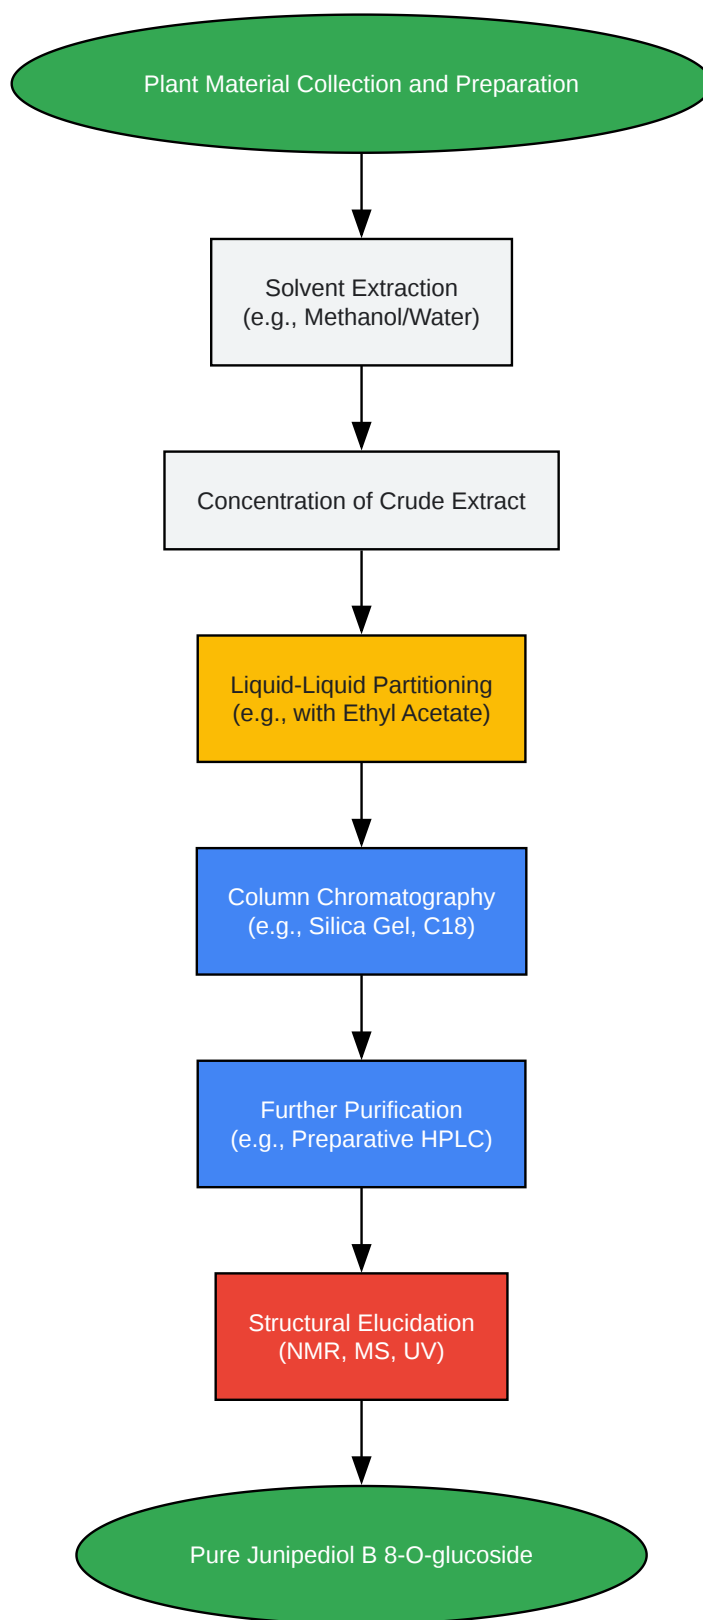 Plant Material Collection and Preparation
Solvent Extraction
(e.g., Methanol/Water)
Concentration of Crude Extract
Liquid-Liquid Partitioning
(e.g., with Ethyl Acetate)
Column Chromatography
(e.g., Silica Gel, C18)
Further Purification
(e.g., Preparative HPLC)
Structural Elucidation
(NMR, MS, UV)
Pure Junipediol B 8-O-glucoside